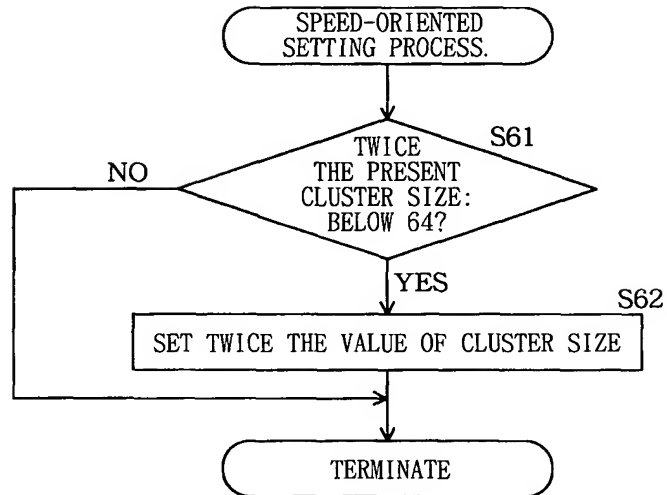 SPEED-ORIENTED
SETTING PROCESS.
S61
TWICE
THE PRESENT
CLUSTER SIZE:
BELOW 64?
NO
YES
S62
SET TWICE THE VALUE OF CLUSTER SIZE
TERMINATE